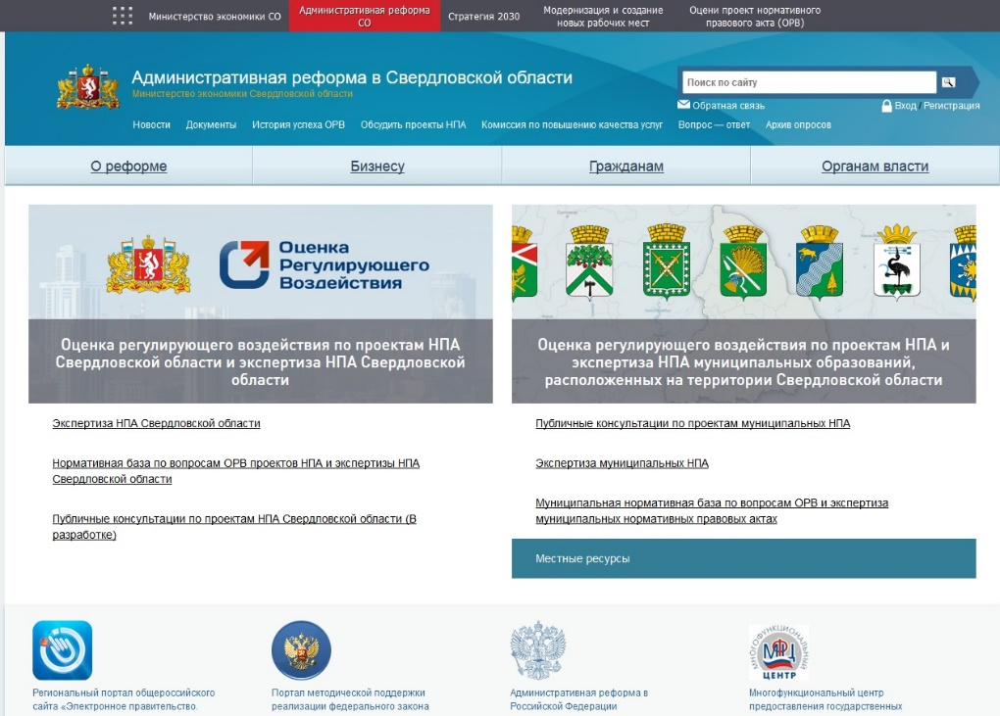 Министерство экономики СО
Административная реформа
СО
Стратегия 2030
Модернизация и создание
новых рабочих мест
Оцени проект нормативного
правового акта (ОРВ)
Административная реформа в Свердловской области
Министерство экономики Свердловской области
Поиск по сайту
Обратная связь
Вход / Регистрация
Новости Документы История успеха ОРВ Обсудить проекты НПА Комиссия по повышению качества услуг Вопрос — ответ Архив опросов
О реформе Бизнесу Гражданам Органам власти
Оценка
Регулирующего
Воздействия
Оценка регулирующего воздействия по проектам НПА
Свердловской области и экспертиза НПА Свердловской
области
Экспертиза НПА Свердловской области
Нормативная база по вопросам ОРВ проектов НПА и экспертизы НПА
Свердловской области
Публичные консультации по проектам НПА Свердловской области (В
разработке)
Оценка регулирующего воздействия по проектам НПА и
экспертиза НПА муниципальных образований,
расположенных на территории Свердловской области
Публичные консультации по проектам муниципальных НПА
Экспертиза муниципальных НПА
Муниципальная нормативная база по вопросам ОРВ и экспертиза
муниципальных нормативных правовых актах
Местные ресурсы
Региональный портал общероссийского
сайта «Электронное правительство.
Портал методической поддержки
реализации федерального закона
Административная реформа в
Российской Федерации
МНОГОФУНКЦИОНАЛЬНЫЙ
МФЦ
ЦЕНТР
Многофункциональный центр
предоставления государственных